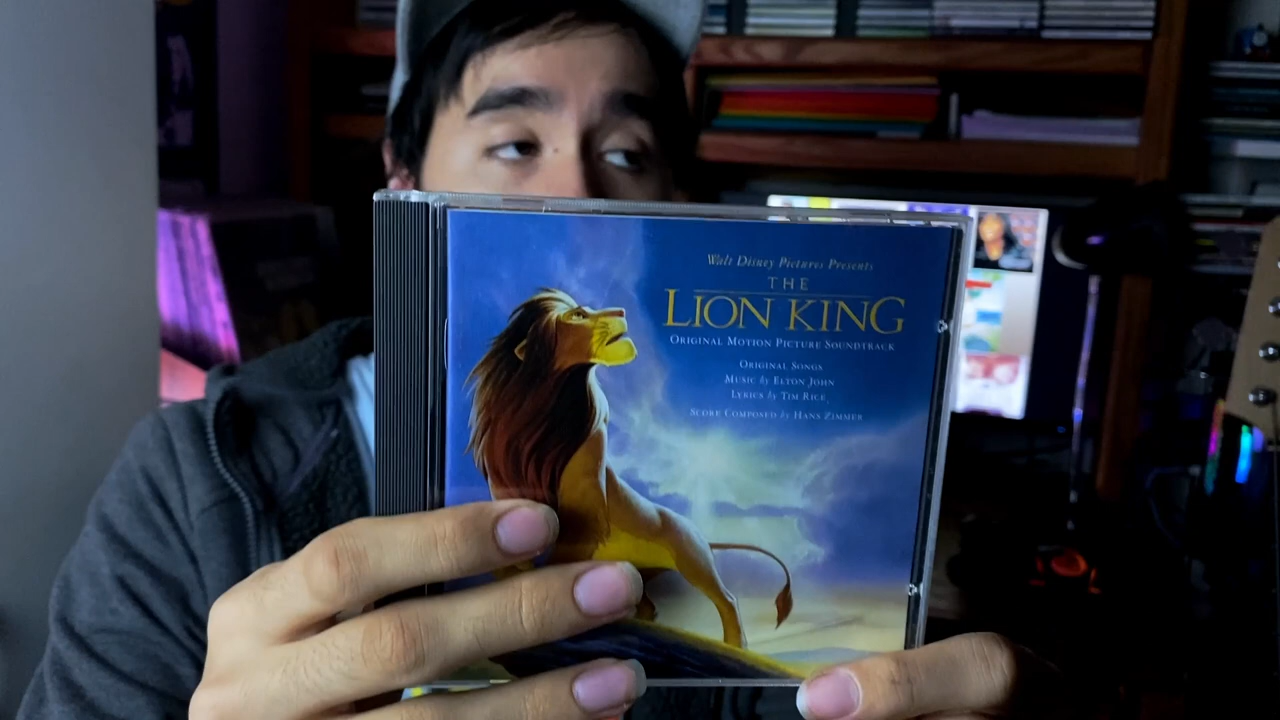 Walt Disney Pictures Presents
THE
LION KING
ORIGINAL MOTION PICTURE SOUNDTRACK
ORIGINAL SONGS
MUSIC by ELTON JOHN
LYRICS by TIM RICE
SCORE COMPOSED by HANS ZIMMER